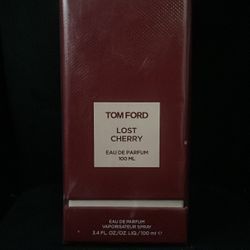 TOM FORD
LOST
CHERRY
EAU DE PARFUM
100 ML
EAU DE PARFUM
VAPORISATEUR SPRAY
3.4 FL. OZ/OZ. LIQ./100 ml ℮